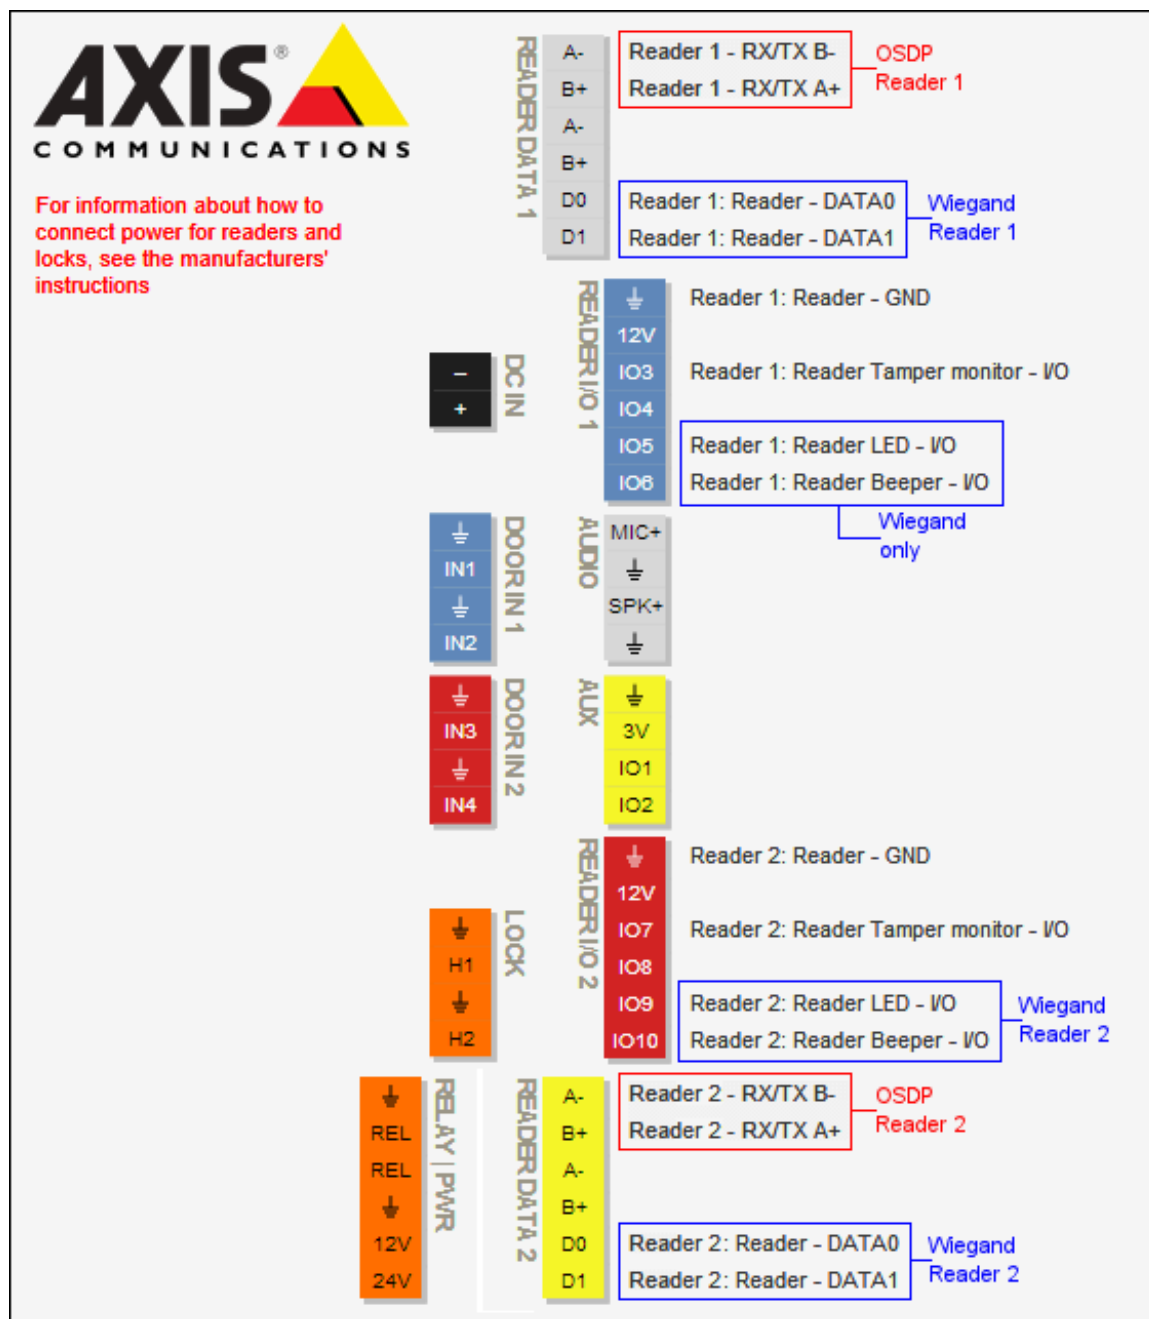 AXIS®
COMMUNICATIONS
For information about how to
connect power for readers and
locks, see the manufacturers'
instructions
READER DATA 1
A-
Reader 1 - RX/TX B-
B+
Reader 1 - RX/TX A+
OSDP
Reader 1
A-
B+
D0
Reader 1: Reader - DATA0
D1
Reader 1: Reader - DATA1
Wiegand
Reader 1
READER I/O 1
Reader 1: Reader - GND
12V
IO3
Reader 1: Reader Tamper monitor - I/O
IO4
IO5
Reader 1: Reader LED - I/O
IO6
Reader 1: Reader Beeper - I/O
Wiegand
only
DC IN
–
+
DOOR IN 1
IN1
IN2
AUDIO
MIC+
SPK+
DOOR IN 2
IN3
IN4
AUX
3V
IO1
IO2
READER I/O 2
Reader 2: Reader - GND
12V
IO7
Reader 2: Reader Tamper monitor - I/O
IO8
IO9
Reader 2: Reader LED - I/O
IO10
Reader 2: Reader Beeper - I/O
Wiegand
Reader 2
LOCK
H1
H2
RELAY | PWR
REL
REL
12V
24V
READER DATA 2
A-
Reader 2 - RX/TX B-
B+
Reader 2 - RX/TX A+
OSDP
Reader 2
A-
B+
D0
Reader 2: Reader - DATA0
D1
Reader 2: Reader - DATA1
Wiegand
Reader 2